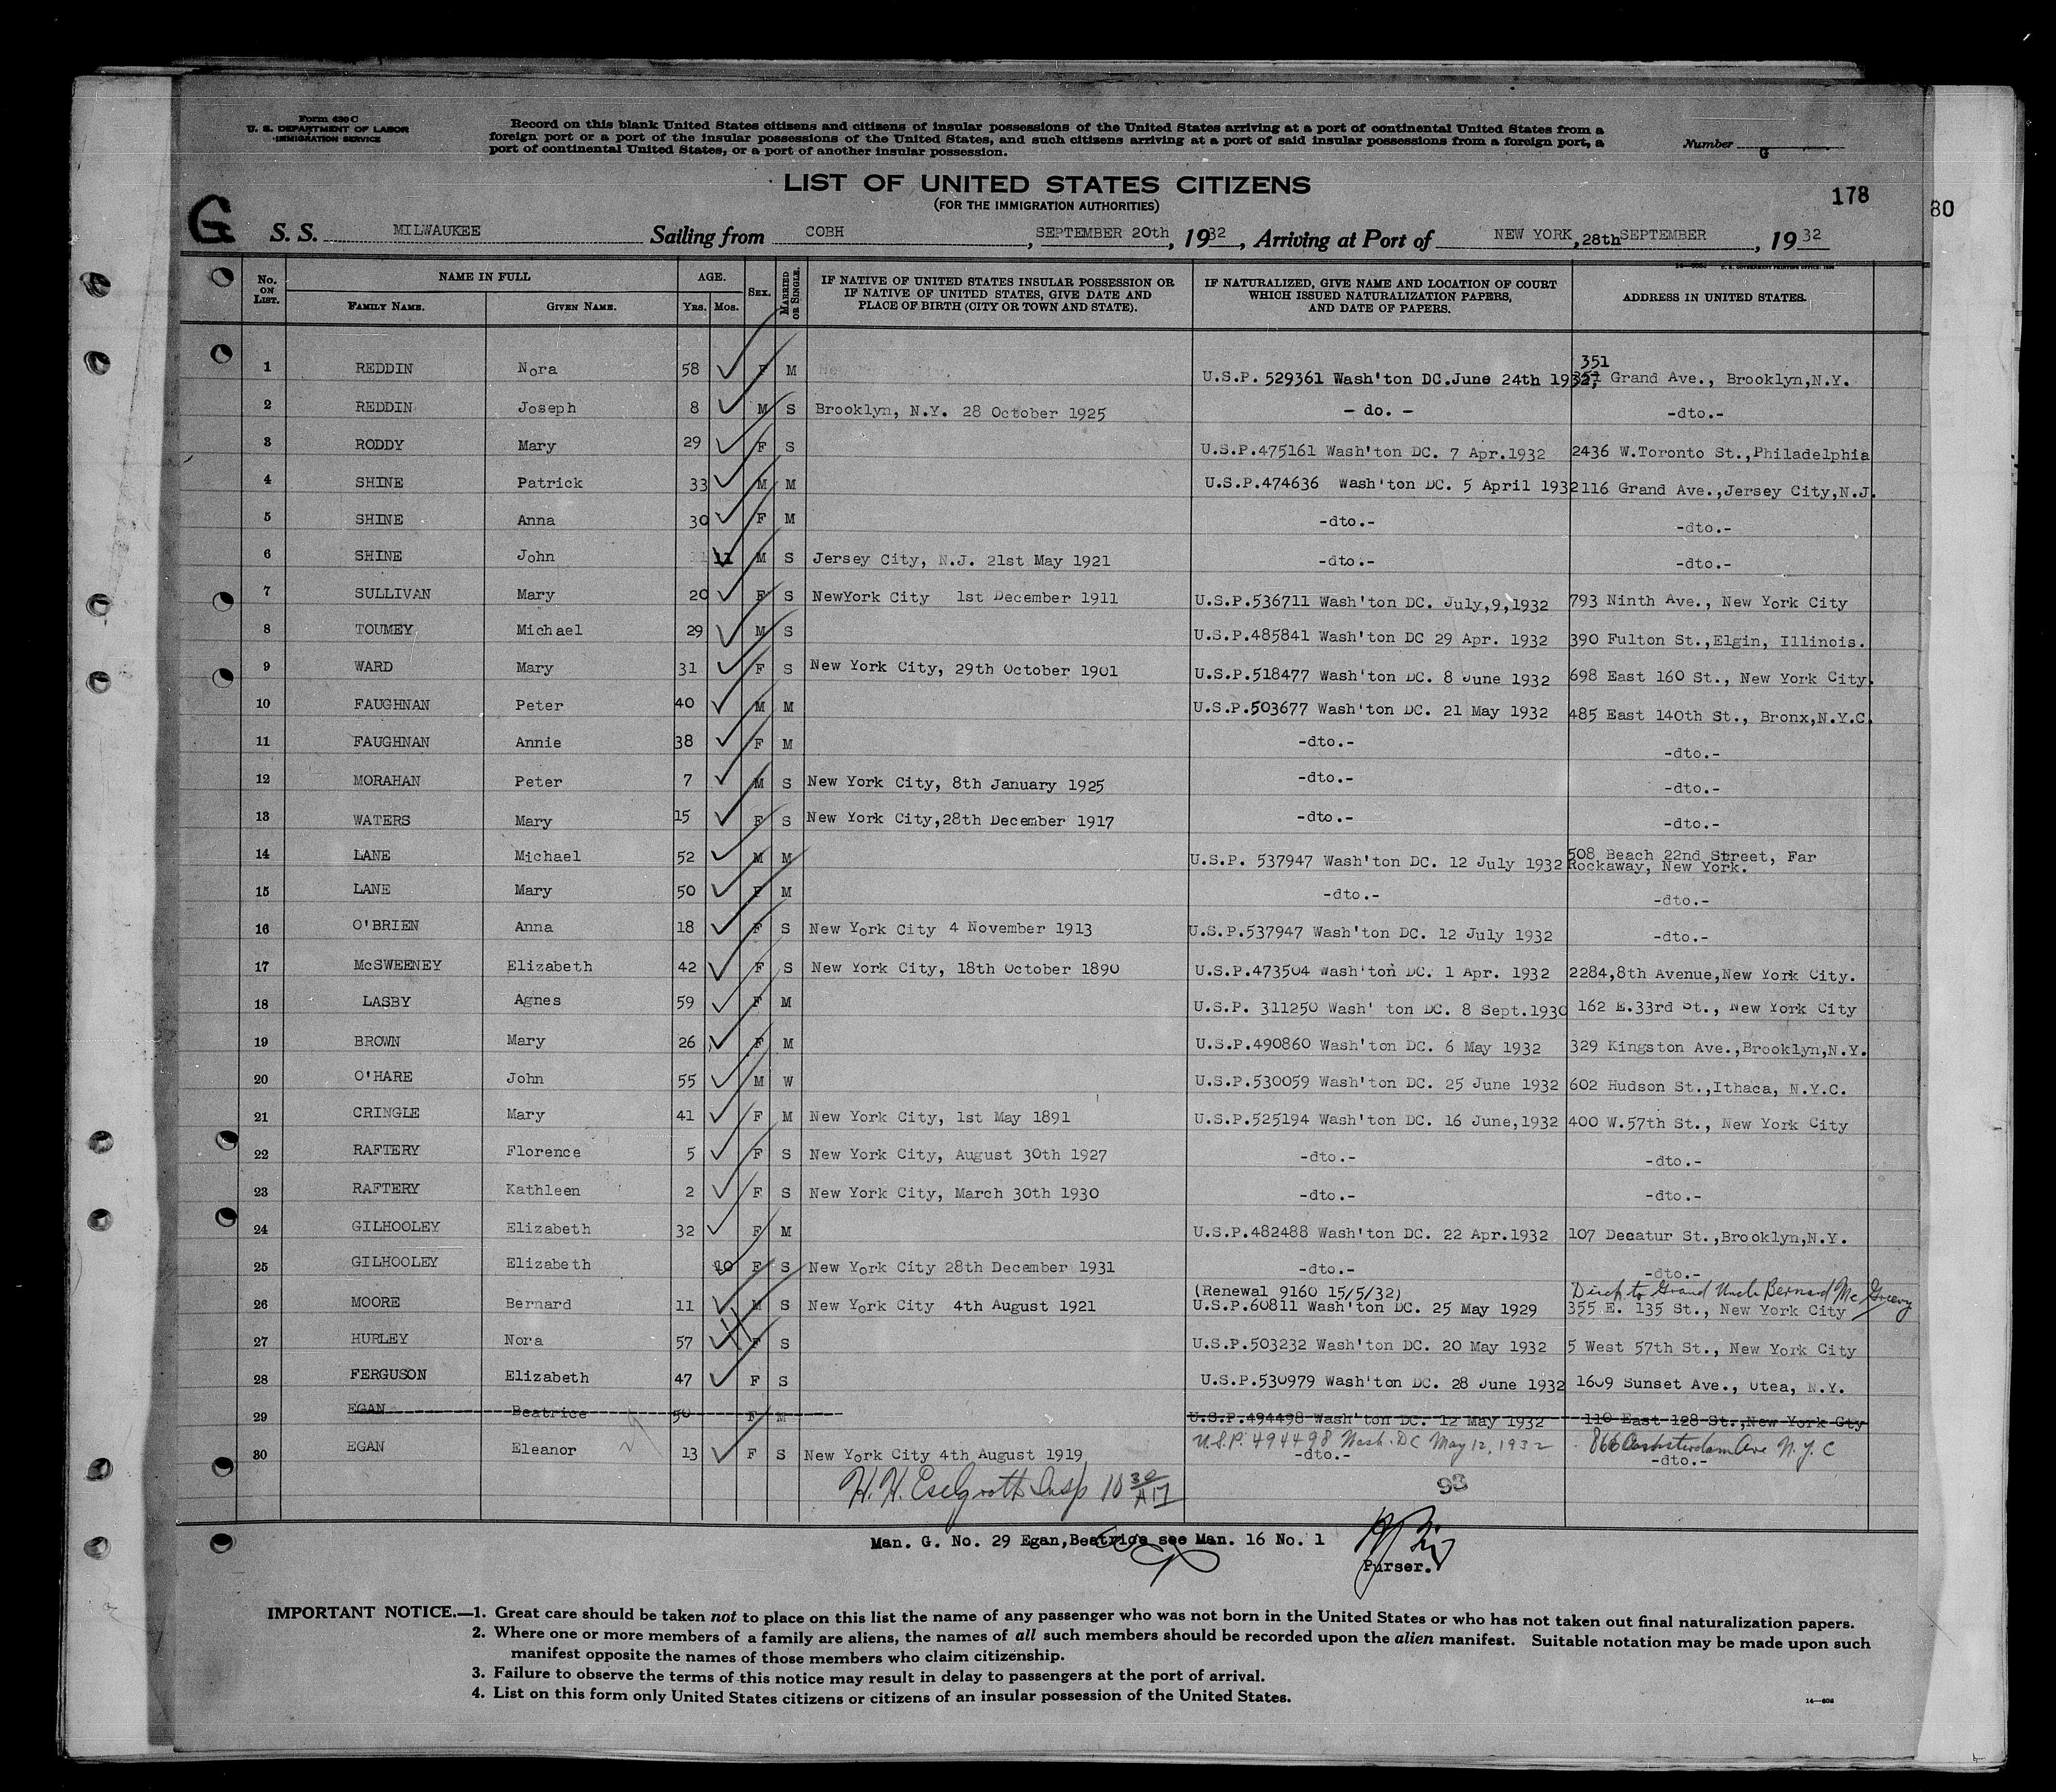 Form 630 C
U. S. DEPARTMENT OF LABOR
IMMIGRATION SERVICE
Record on this blank United States citizens and citizens of insular possessions of the United States arriving at a port of continental United States from a
foreign port or a port of the insular possessions of the United States, and such citizens arriving at a port of said insular possessions from a foreign port, a
port of continental United States, or a port of another insular possession.
Number G
LIST OF UNITED STATES CITIZENS
(FOR THE IMMIGRATION AUTHORITIES)
178
80
G
S. S. MILWAUKEE Sailing from COBH, SEPTEMBER 20th, 1932, Arriving at Port of NEW YORK, 28th SEPTEMBER, 1932
No. ON LIST. NAME IN FULL FAMILY NAME. GIVEN NAME. AGE. YRS. MOS. SEX. MARRIED OR SINGLE. IF NATIVE OF UNITED STATES INSULAR POSSESSION OR IF NATIVE OF UNITED STATES, GIVE DATE AND PLACE OF BIRTH (CITY OR TOWN AND STATE). IF NATURALIZED, GIVE NAME AND LOCATION OF COURT WHICH ISSUED NATURALIZATION PAPERS, AND DATE OF PAPERS. ADDRESS IN UNITED STATES.
1 REDDIN Nora 58 F M U.S.P. 529361 Wash'ton DC. June 24th 1932, 351 Grand Ave., Brooklyn,N.Y.
2 REDDIN Joseph 8 M S Brooklyn, N.Y. 28 October 1925 - do. - -dto.-
3 RODDY Mary 29 F S U.S.P.475161 Wash'ton DC. 7 Apr.1932 2436 W.Toronto St.,Philadelphia
4 SHINE Patrick 33 M M U.S.P.474636 Wash'ton DC. 5 April 1932 116 Grand Ave.,Jersey City,N.J.
5 SHINE Anna 30 F M -dto.- -dto.-
6 SHINE John 11 M S Jersey City, N.J. 21st May 1921 -dto.- -dto.-
7 SULLIVAN Mary 20 F S NewYork City 1st December 1911 U.S.P.536711 Wash'ton DC. July,9,1932 793 Ninth Ave., New York City
8 TOUMEY Michael 29 M S U.S.P.485841 Wash'ton DC 29 Apr. 1932 390 Fulton St.,Elgin, Illinois.
9 WARD Mary 31 F S New York City, 29th October 1901 U.S.P.518477 Wash'ton DC. 8 June 1932 698 East 160 St., New York City.
10 FAUGHNAN Peter 40 M M U.S.P.503677 Wash'ton DC. 21 May 1932 485 East 140th St., Bronx,N.Y.C.
11 FAUGHNAN Annie 38 F M -dto.- -dto.-
12 MORAHAN Peter 7 M S New York City, 8th January 1925 -dto.- -dto.-
13 WATERS Mary 15 F S New York City,28th December 1917 -dto.- -dto.-
14 LANE Michael 52 M M U.S.P. 537947 Wash'ton DC. 12 July 1932 508 Beach 22nd Street, Far Rockaway, New York.
15 LANE Mary 50 F M -dto.- -dto.-
16 O'BRIEN Anna 18 F S New York City 4 November 1913 U.S.P.537947 Wash'ton DC. 12 July 1932 -dto.-
17 McSWEENEY Elizabeth 42 F S New York City, 18th October 1890 U.S.P.473504 Wash'ton DC. 1 Apr. 1932 2284,8th Avenue,New York City.
18 LASBY Agnes 59 F M U.S.P. 311250 Wash' ton DC. 8 Sept.1930 162 E.33rd St., New York City
19 BROWN Mary 26 F M U.S.P.490860 Wash'ton DC. 6 May 1932 329 Kingston Ave.,Brooklyn,N.Y.
20 O'HARE John 55 M W U.S.P.530059 Wash'ton DC. 25 June 1932 602 Hudson St.,Ithaca, N.Y.C.
21 CRINGLE Mary 41 F M New York City, 1st May 1891 U.S.P.525194 Wash'ton DC. 16 June,1932 400 W.57th St., New York City
22 RAFTERY Florence 5 F S New York City, August 30th 1927 -dto.- -dto.-
23 RAFTERY Kathleen 2 F S New York City, March 30th 1930 -dto.- -dto.-
24 GILHOOLEY Elizabeth 32 F M U.S.P.482488 Wash'ton DC. 22 Apr.1932 107 Decatur St.,Brooklyn,N.Y.
25 GILHOOLEY Elizabeth 10 F S New York City 28th December 1931 -dto.- -dto.-
(Renewal 9160 15/5/32) Direct to Grand Uncle Bernard Mc Greevy
26 MOORE Bernard 11 M S New York City 4th August 1921 U.S.P.60811 Wash'ton DC. 25 May 1929 355 E. 135 St., New York City
27 HURLEY Nora 57 F S U.S.P.503232 Wash'ton DC. 20 May 1932 5 West 57th St., New York City
28 FERGUSON Elizabeth 47 F S U.S.P.530979 Wash'ton DC. 28 June 1932 1609 Sunset Ave., Utea, N.Y.
29 EGAN Beatrice 50 F M U.S.P.494498 Wash'ton DC. 12 May 1932 110 East 128 St.,New York Cty
U.S.P. 494498 Wash. DC May 12, 1932 866 Amsterdam Ave N.Y.C
30 EGAN Eleanor 13 F S New York City 4th August 1919 -dto.- -dto.-
H. H. Eselgroth Insp 10 30 AM
93
Man. G. No. 29 Egan,Beatrice see Man. 16 No. 1
Purser.
IMPORTANT NOTICE.—1. Great care should be taken not to place on this list the name of any passenger who was not born in the United States or who has not taken out final naturalization papers.
2. Where one or more members of a family are aliens, the names of all such members should be recorded upon the alien manifest. Suitable notation may be made upon such
manifest opposite the names of those members who claim citizenship.
3. Failure to observe the terms of this notice may result in delay to passengers at the port of arrival.
4. List on this form only United States citizens or citizens of an insular possession of the United States.